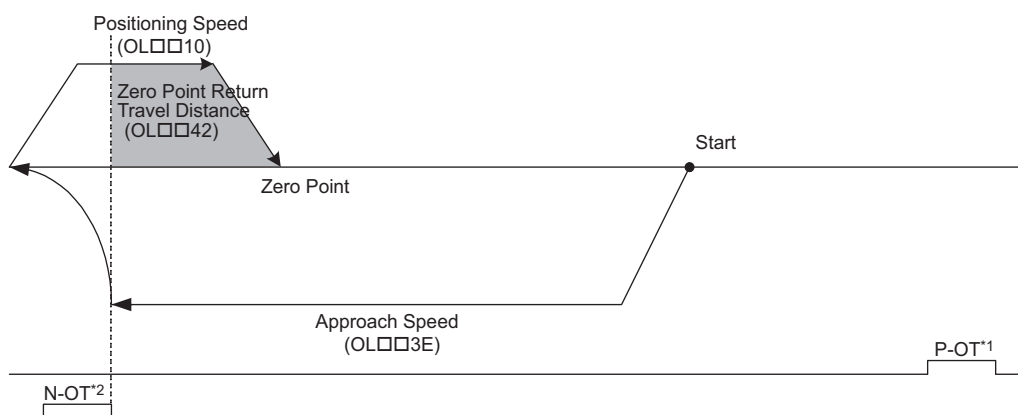 Positioning Speed
(OL□□10)
Zero Point Return
Travel Distance
(OL□□42)
Start
Zero Point
Approach Speed
(OL□□3E)
P-OT*1
N-OT*2